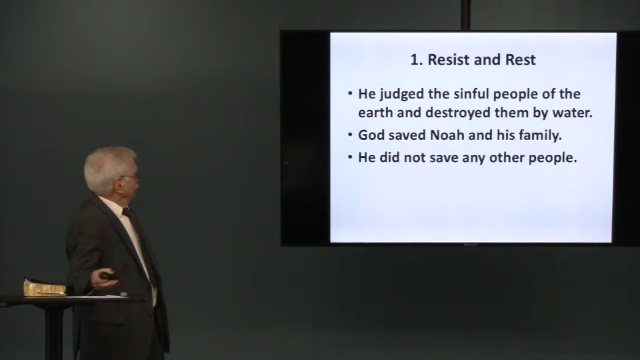 1. Resist and Rest
• He judged the sinful people of the
earth and destroyed them by water.
• God saved Noah and his family.
• He did not save any other people.